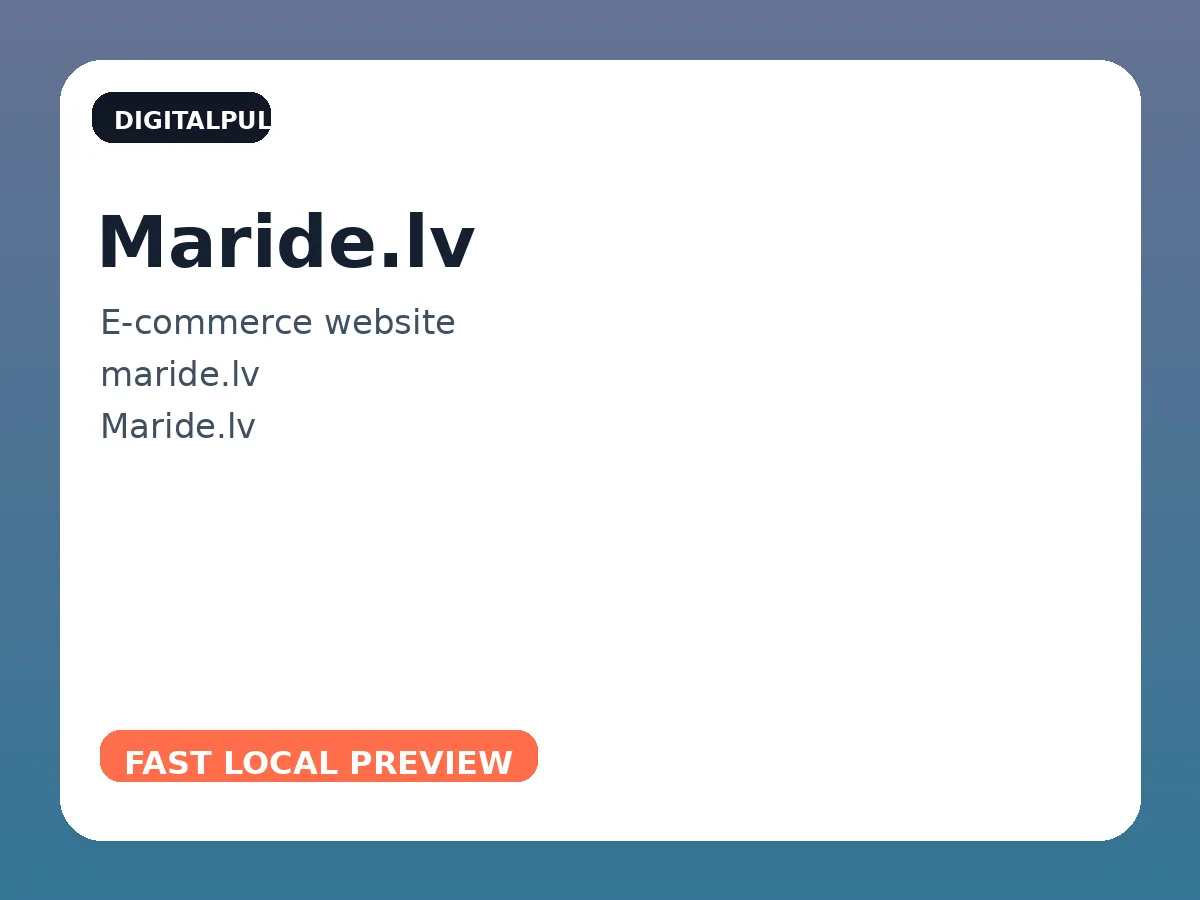 DIGITALPUL
Maride.lv
E-commerce website
maride.lv
Maride.lv
FAST LOCAL PREVIEW